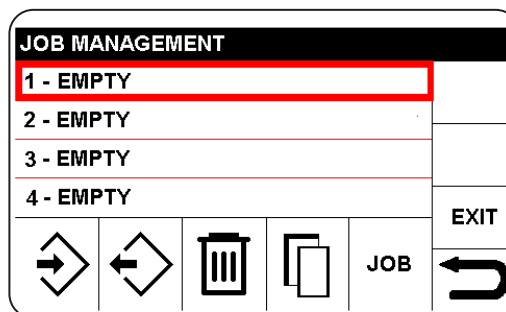 JOB MANAGEMENT
1 - EMPTY
2 - EMPTY
3 - EMPTY
4 - EMPTY
EXIT
JOB